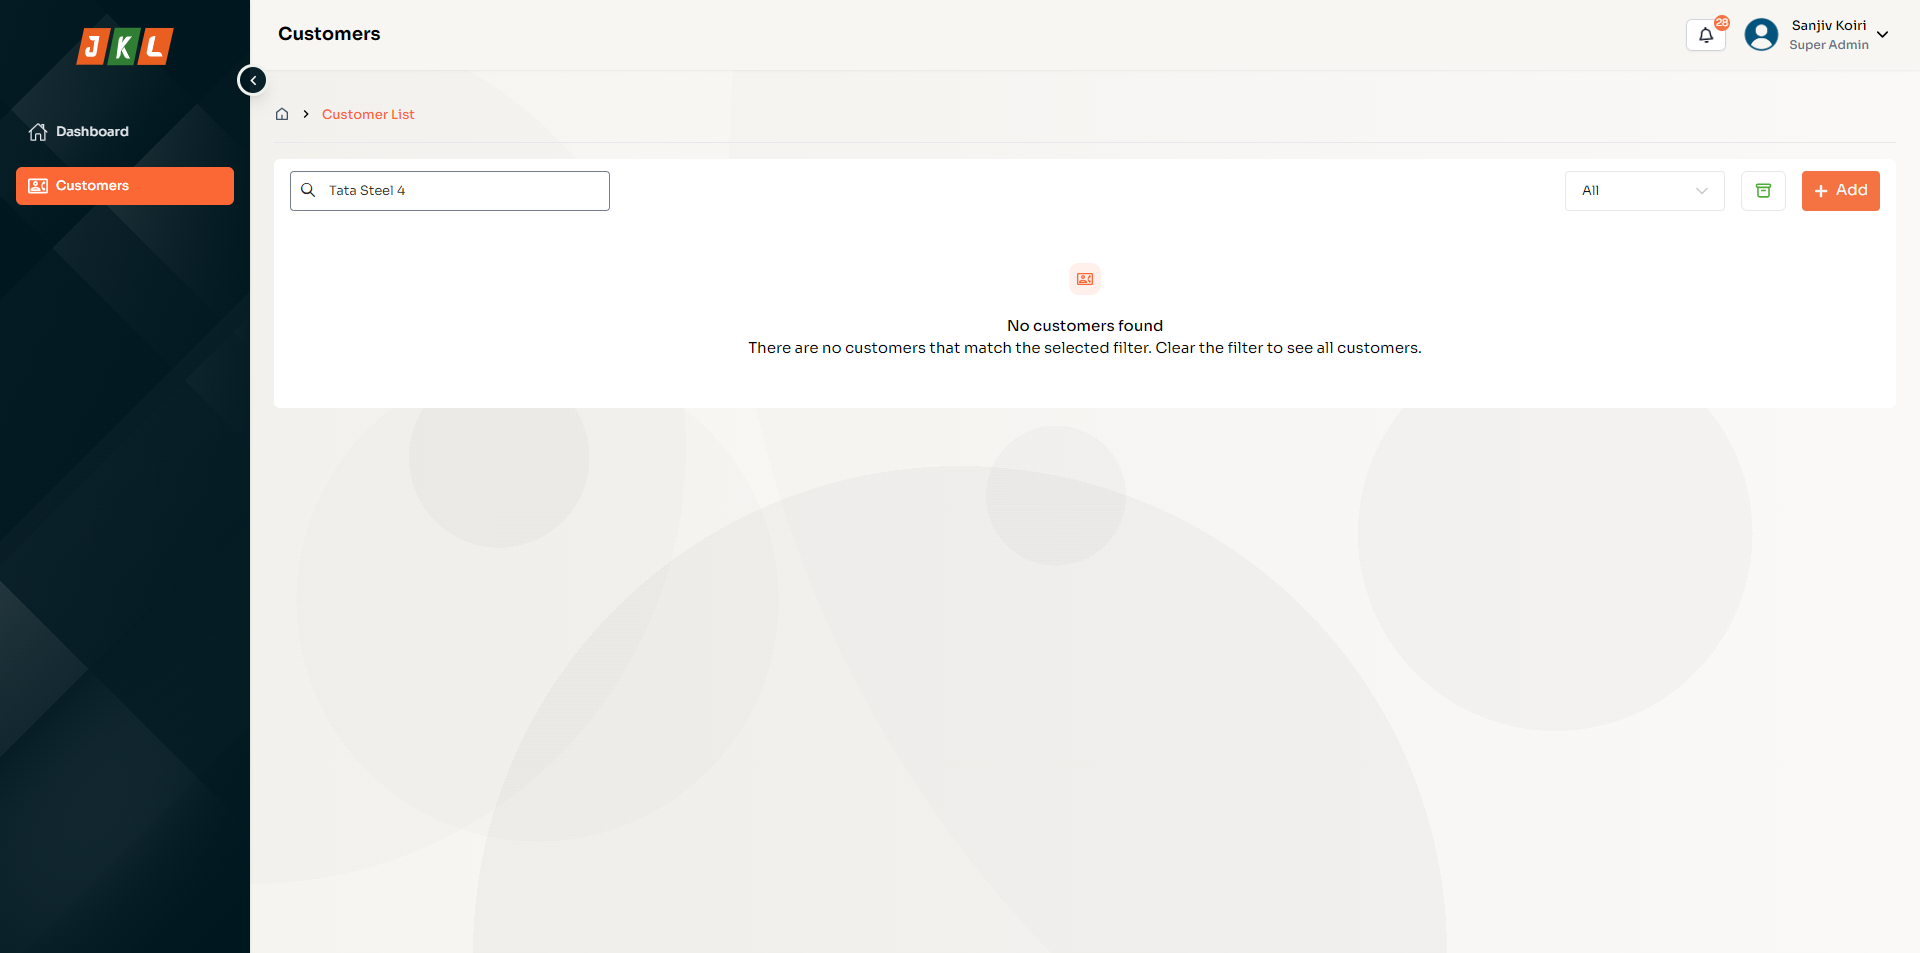 JKL
Customers
28
Sanjiv Koiri
Super Admin
Dashboard
Customers
Customer List
Tata Steel 4
All
Add
No customers found
There are no customers that match the selected filter. Clear the filter to see all customers.